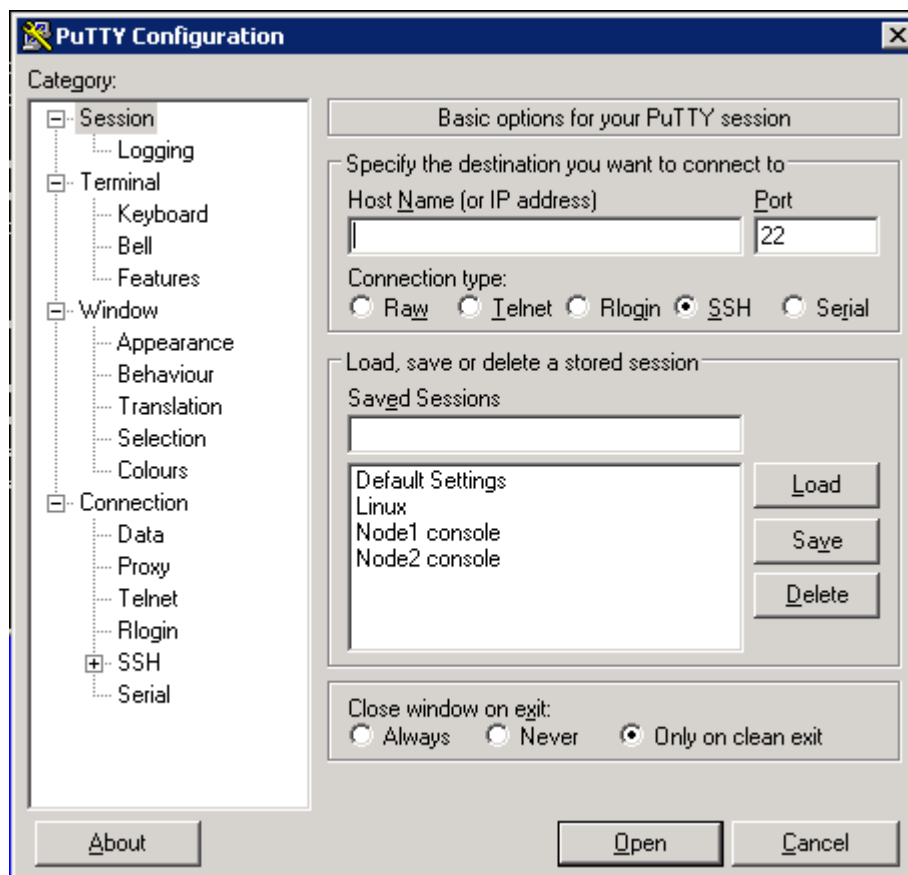 PuTTY Configuration
Category:
Session
Logging
Terminal
Keyboard
Bell
Features
Window
Appearance
Behaviour
Translation
Selection
Colours
Connection
Data
Proxy
Telnet
Rlogin
SSH
Serial
Basic options for your PuTTY session
Specify the destination you want to connect to
Host Name (or IP address) Port
22
Connection type:
Raw Telnet Rlogin SSH Serial
Load, save or delete a stored session
Saved Sessions
Default Settings
Linux
Node1 console
Node2 console
Load
Save
Delete
Close window on exit:
Always Never Only on clean exit
About Open Cancel